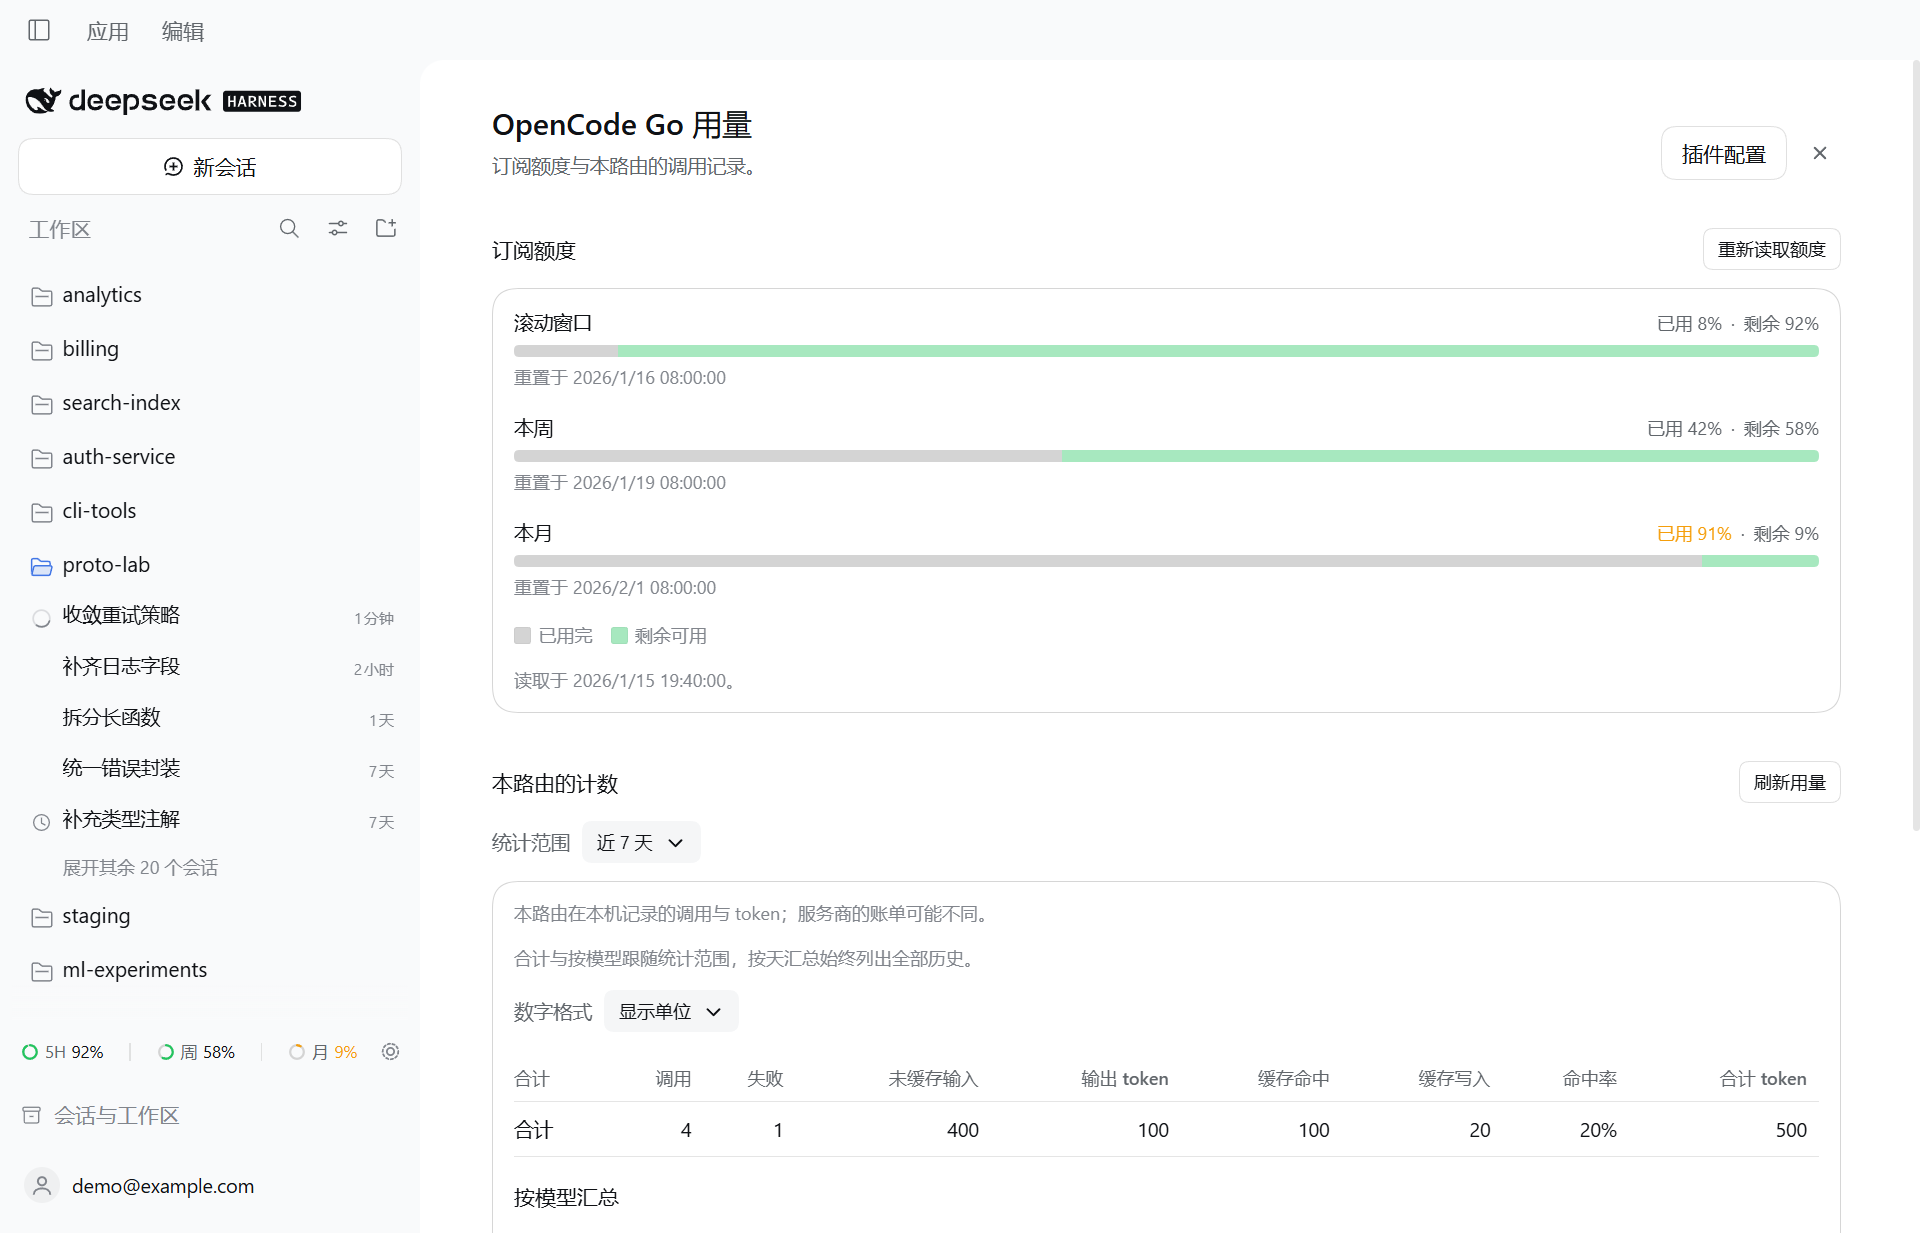 应用 编辑
deepseek HARNESS
新会话
工作区
analytics
billing
search-index
auth-service
cli-tools
proto-lab
收敛重试策略 1分钟
补齐日志字段 2小时
拆分长函数 1天
统一错误封装 7天
补充类型注解 7天
展开其余 20 个会话
staging
ml-experiments
5H 92% 周 58% 月 9%
会话与工作区
demo@example.com
OpenCode Go 用量
订阅额度与本路由的调用记录。
插件配置
订阅额度
重新读取额度
滚动窗口 已用 8% · 剩余 92%
重置于 2026/1/16 08:00:00
本周 已用 42% · 剩余 58%
重置于 2026/1/19 08:00:00
本月 已用 91% · 剩余 9%
重置于 2026/2/1 08:00:00
已用完 剩余可用
读取于 2026/1/15 19:40:00。
本路由的计数
刷新用量
统计范围 近 7 天
本路由在本机记录的调用与 token；服务商的账单可能不同。
合计与按模型跟随统计范围，按天汇总始终列出全部历史。
数字格式 显示单位
合计 调用 失败 未缓存输入 输出 token 缓存命中 缓存写入 命中率 合计 token
合计 4 1 400 100 100 20 20% 500
按模型汇总